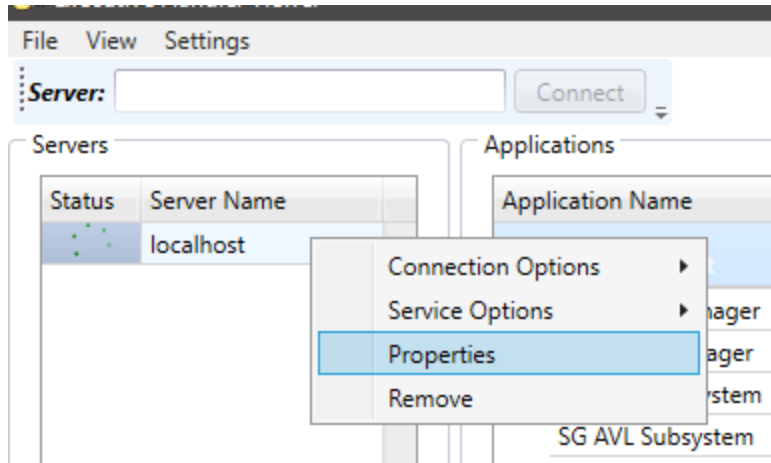 File View Settings
Server: Connect
Servers
Applications
Status Server Name
Application Name
localhost
Connection Options
Service Options
Properties
Remove
SG AVL Subsystem